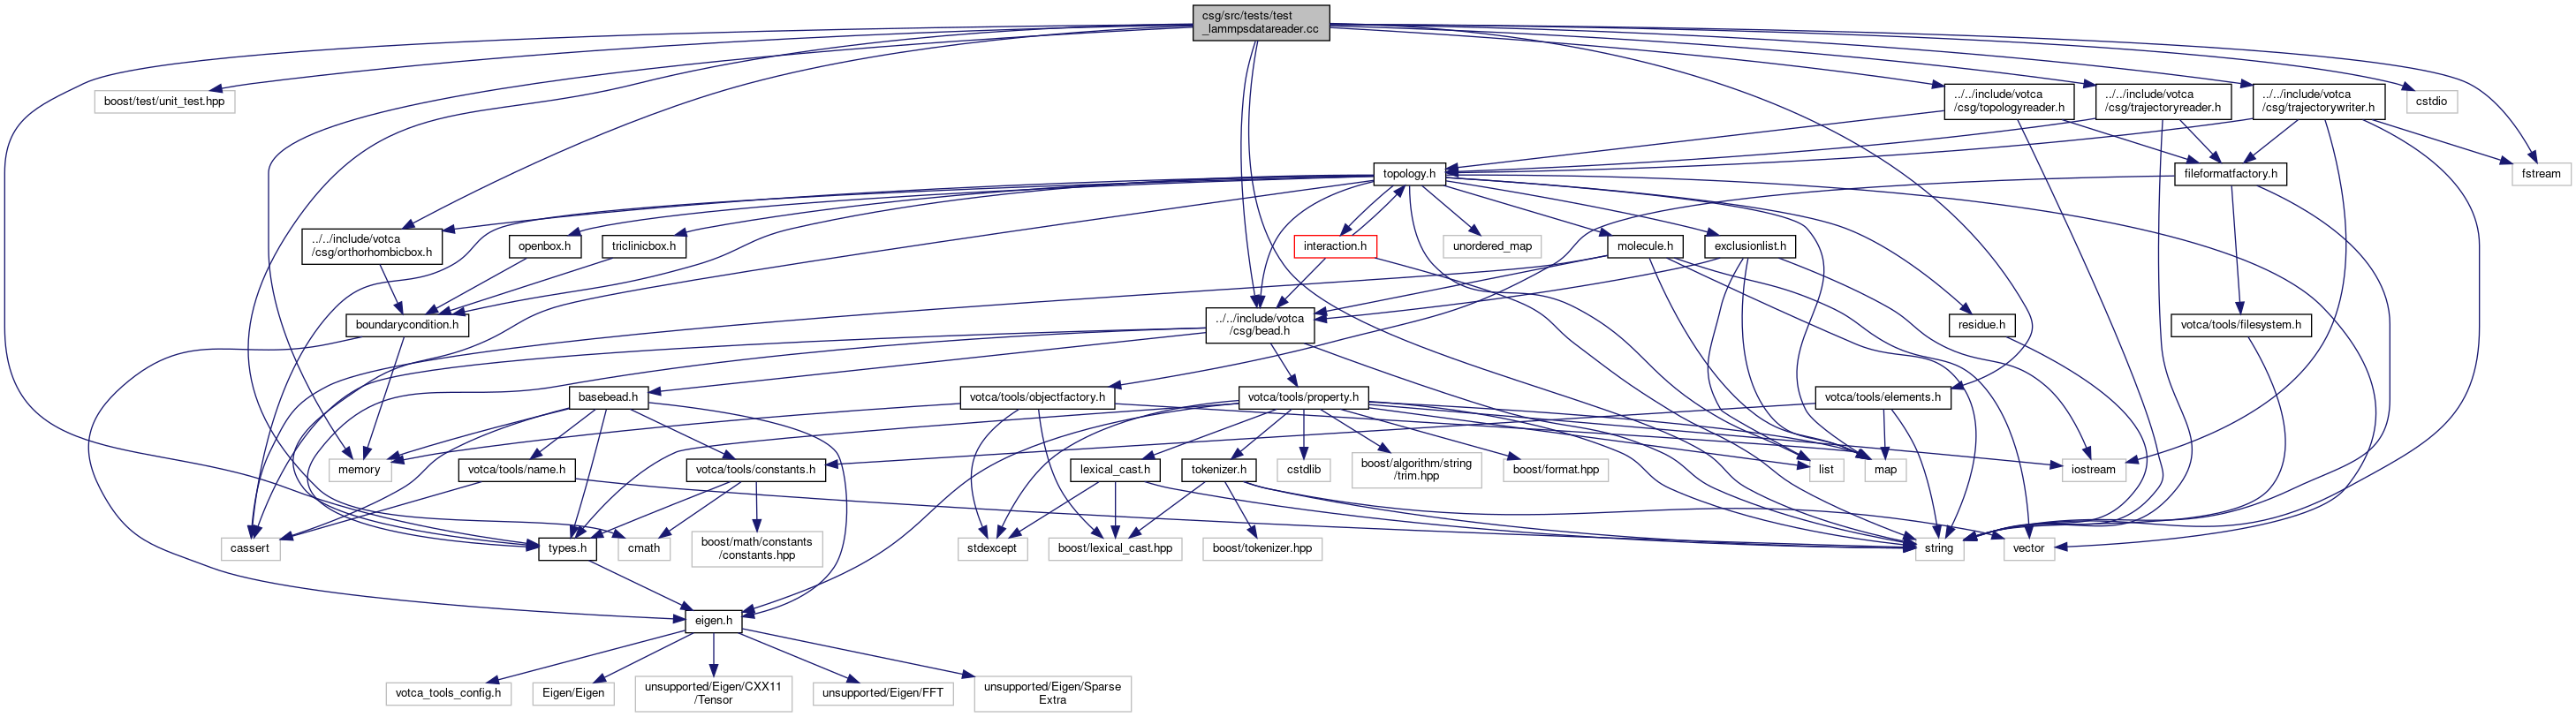 csg/src/tests/test
_lammpsdatareader.cc
boost/test/unit_test.hpp
../../include/votca
/csg/topologyreader.h
../../include/votca
/csg/trajectoryreader.h
../../include/votca
/csg/trajectorywriter.h
cstdio
topology.h
fileformatfactory.h
fstream
../../include/votca
/csg/orthorhombicbox.h
openbox.h
triclinicbox.h
interaction.h
unordered_map
molecule.h
exclusionlist.h
boundarycondition.h
../../include/votca
/csg/bead.h
residue.h
votca/tools/filesystem.h
basebead.h
votca/tools/objectfactory.h
votca/tools/property.h
votca/tools/elements.h
memory
votca/tools/name.h
votca/tools/constants.h
lexical_cast.h
tokenizer.h
cstdlib
boost/algorithm/string
/trim.hpp
boost/format.hpp
list
map
iostream
cassert
types.h
cmath
boost/math/constants
/constants.hpp
stdexcept
boost/lexical_cast.hpp
boost/tokenizer.hpp
string
vector
eigen.h
votca_tools_config.h
Eigen/Eigen
unsupported/Eigen/CXX11
/Tensor
unsupported/Eigen/FFT
unsupported/Eigen/Sparse
Extra